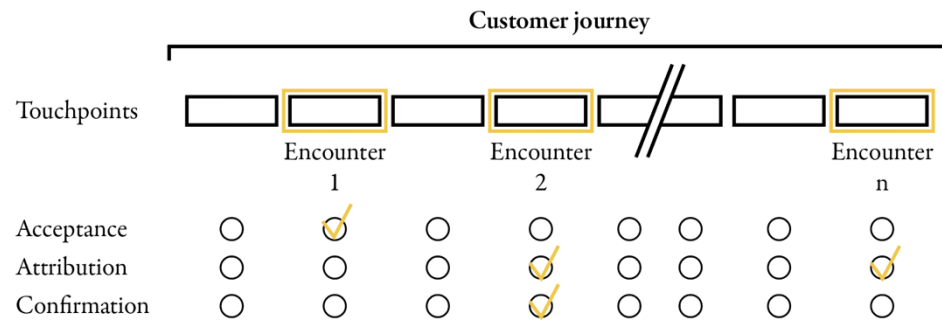 Customer journey
Touchpoints
Encounter 1
Encounter 2
Encounter n
Acceptance
Attribution
Confirmation